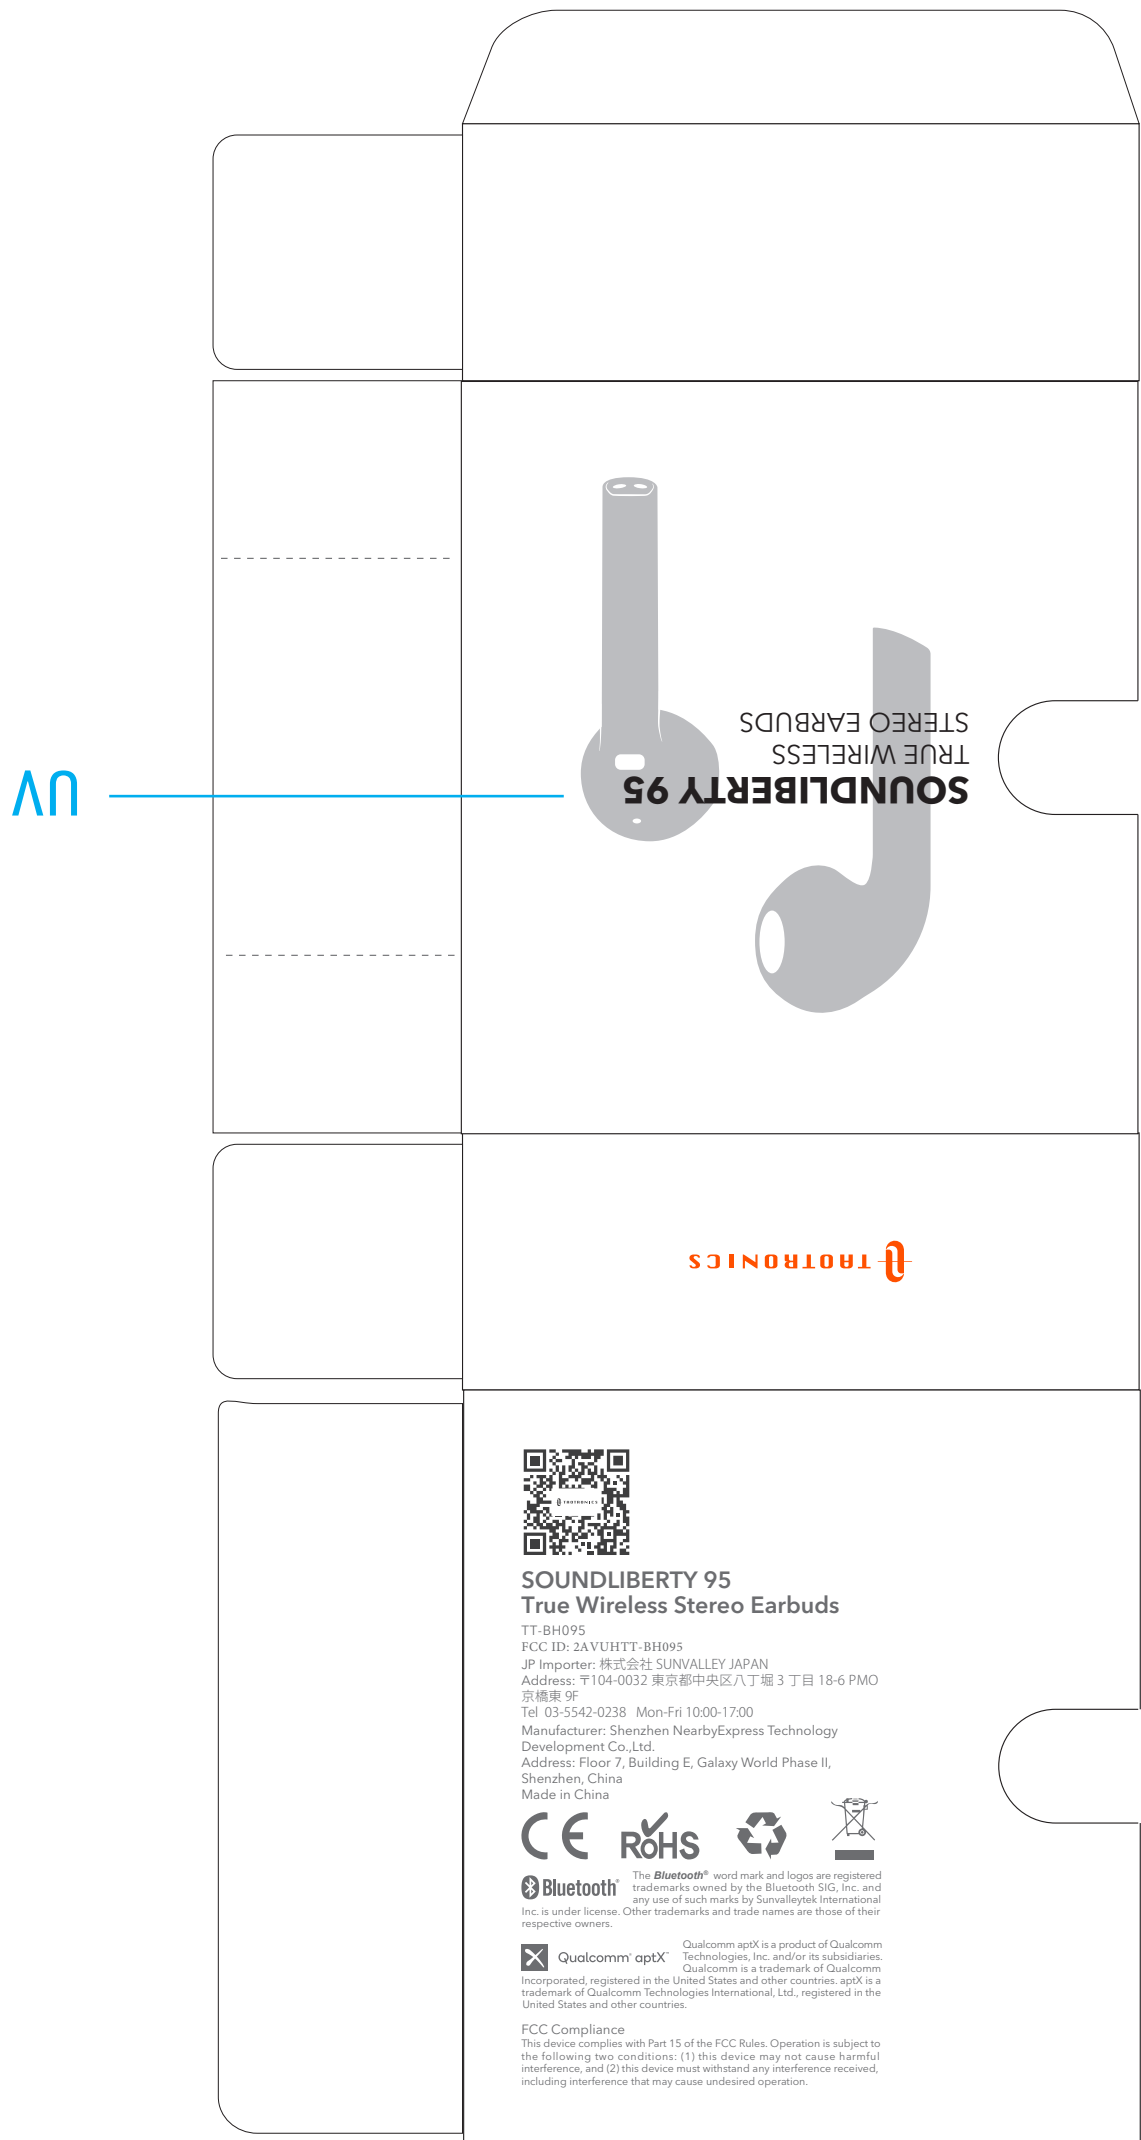 STEREO EARBUDS
TRUE WIRELESS
SOUNDLIBERTY 95
UV
TAOTRONICS
TAOTRONICS
SOUNDLIBERTY 95
True Wireless Stereo Earbuds
TT-BH095
FCC ID: 2AVUHTT-BH095
JP Importer: 株式会社 SUNVALLEY JAPAN
Address: 〒104-0032 東京都中央区八丁堀 3 丁目 18-6 PMO
京橋東 9F
Tel 03-5542-0238 Mon-Fri 10:00-17:00
Manufacturer: Shenzhen NearbyExpress Technology
Development Co.,Ltd.
Address: Floor 7, Building E, Galaxy World Phase II,
Shenzhen, China
Made in China
CE RoHS
Bluetooth®
The Bluetooth® word mark and logos are registered
trademarks owned by the Bluetooth SIG, Inc. and
any use of such marks by Sunvalleytek International
Inc. is under license. Other trademarks and trade names are those of their
respective owners.
Qualcomm® aptX™
Qualcomm aptX is a product of Qualcomm
Technologies, Inc. and/or its subsidiaries.
Qualcomm is a trademark of Qualcomm
Incorporated, registered in the United States and other countries. aptX is a
trademark of Qualcomm Technologies International, Ltd., registered in the
United States and other countries.
FCC Compliance
This device complies with Part 15 of the FCC Rules. Operation is subject to
the following two conditions: (1) this device may not cause harmful
interference, and (2) this device must withstand any interference received,
including interference that may cause undesired operation.